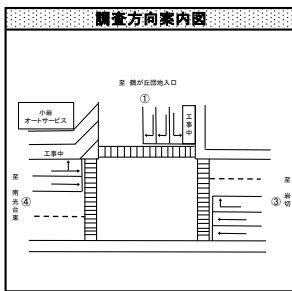 調査方向案内図
至 鶴が丘団地入口
①
小岩
オートサービス
工事中
工事中
至 南光台東
④
③
至 岩切